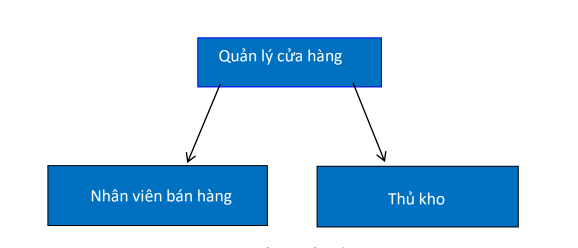 Quản lý cửa hàng
Nhân viên bán hàng
Thủ kho